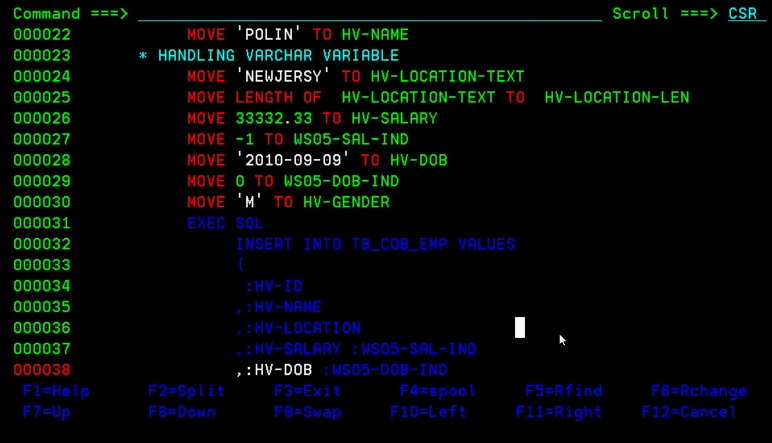 Command ===> Scroll ===> CSR
000022 MOVE 'POLIN' TO HV-NAME
000023 * HANDLING VARCHAR VARIABLE
000024 MOVE 'NEWJERSY' TO HV-LOCATION-TEXT
000025 MOVE LENGTH OF HV-LOCATION-TEXT TO HV-LOCATION-LEN
000026 MOVE 33332.33 TO HV-SALARY
000027 MOVE -1 TO WS05-SAL-IND
000028 MOVE '2010-09-09' TO HV-DOB
000029 MOVE 0 TO WS05-DOB-IND
000030 MOVE 'M' TO HV-GENDER
000031 EXEC SQL
000032 INSERT INTO TB_COB_EMP VALUES
000033 (
000034 :HV-ID
000035 ,:HV-NAME
000036 ,:HV-LOCATION
000037 ,:HV-SALARY :WS05-SAL-IND
000038 ,:HV-DOB :WS05-DOB-IND
F1=Help F2=Split F3=Exit F4=spool F5=Rfind F6=Rchange
F7=Up F8=Down F9=Swap F10=Left F11=Right F12=Cancel